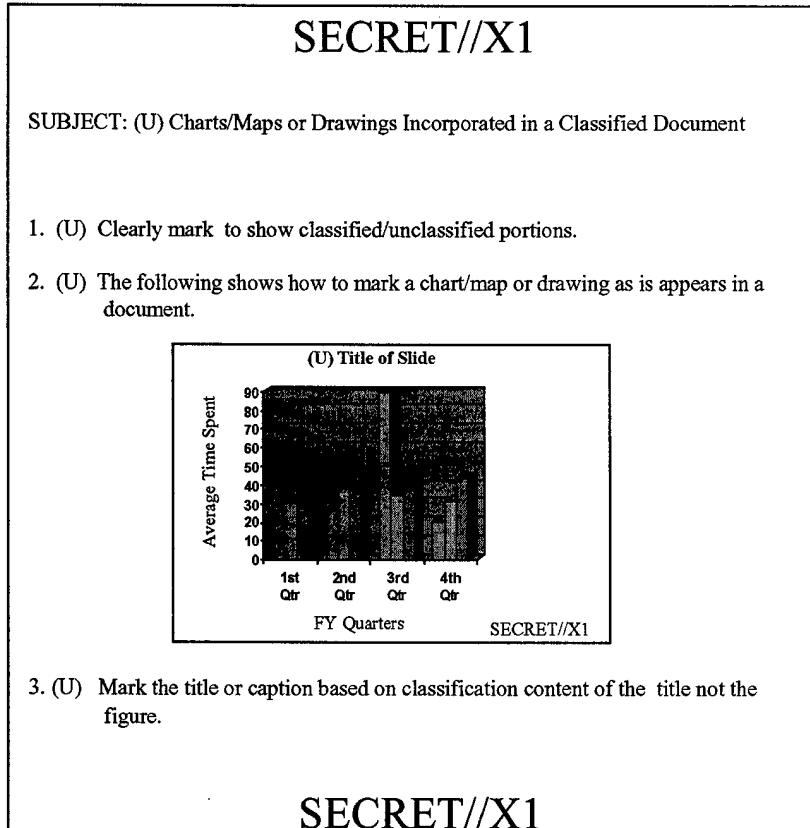 SECRET//X1
SUBJECT: (U) Charts/Maps or Drawings Incorporated in a Classified Document
1. (U) Clearly mark to show classified/unclassified portions.
2. (U) The following shows how to mark a chart/map or drawing as is appears in a
document.
(U) Title of Slide
Average Time Spent
90
80
70
60
50
40
30
20
10
0
1st Qtr
2nd Qtr
3rd Qtr
4th Qtr
FY Quarters
SECRET//X1
3. (U) Mark the title or caption based on classification content of the title not the
figure.
SECRET//X1